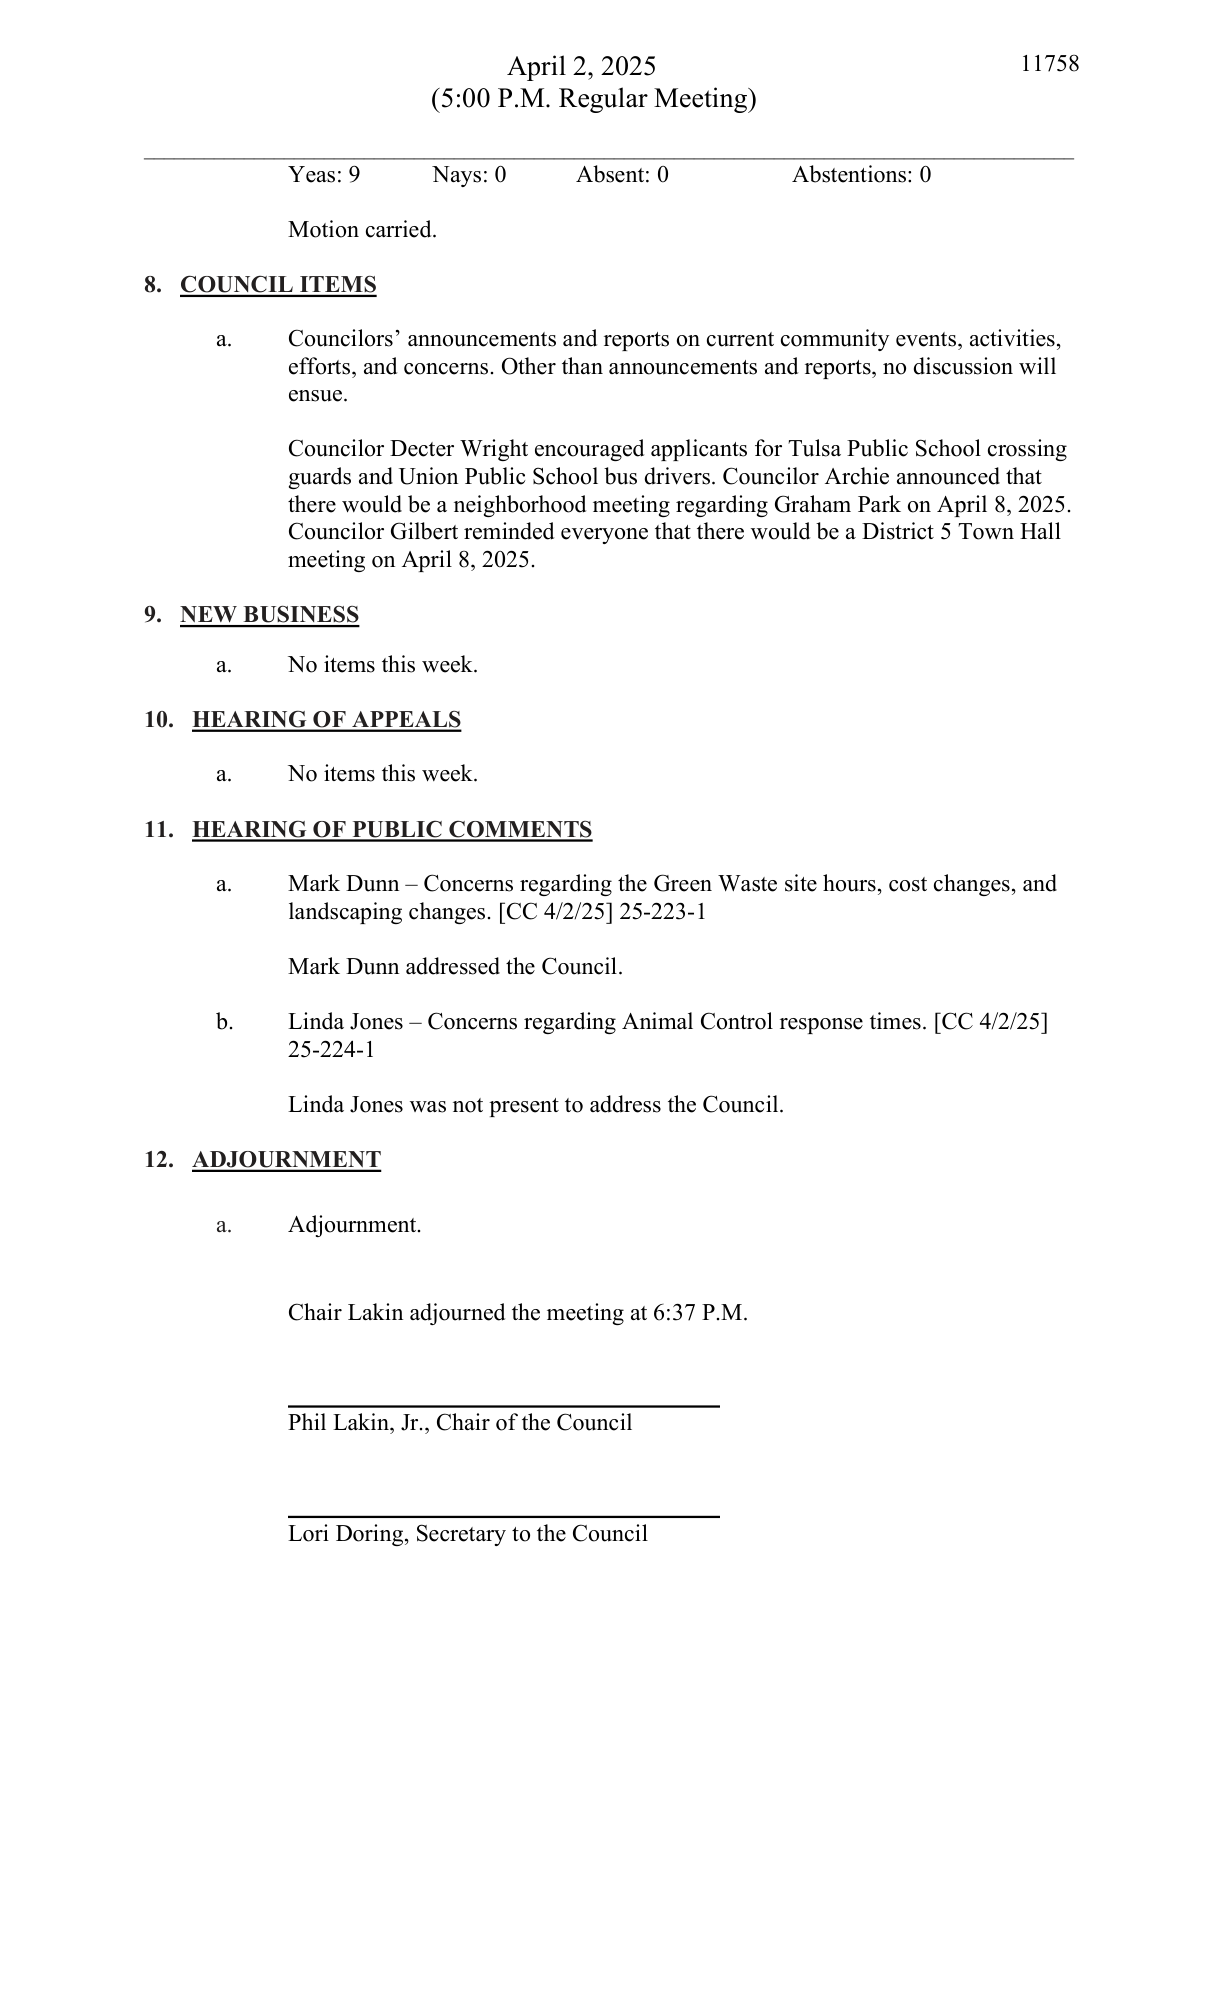 April 2, 2025
11758
(5:00 P.M. Regular Meeting)
Yeas: 9 Nays: 0 Absent: 0 Abstentions: 0
Motion carried.
8. COUNCIL ITEMS
a. Councilors’ announcements and reports on current community events, activities,
efforts, and concerns. Other than announcements and reports, no discussion will
ensue.
Councilor Decter Wright encouraged applicants for Tulsa Public School crossing
guards and Union Public School bus drivers. Councilor Archie announced that
there would be a neighborhood meeting regarding Graham Park on April 8, 2025.
Councilor Gilbert reminded everyone that there would be a District 5 Town Hall
meeting on April 8, 2025.
9. NEW BUSINESS
a. No items this week.
10. HEARING OF APPEALS
a. No items this week.
11. HEARING OF PUBLIC COMMENTS
a. Mark Dunn – Concerns regarding the Green Waste site hours, cost changes, and
landscaping changes. [CC 4/2/25] 25-223-1
Mark Dunn addressed the Council.
b. Linda Jones – Concerns regarding Animal Control response times. [CC 4/2/25]
25-224-1
Linda Jones was not present to address the Council.
12. ADJOURNMENT
a. Adjournment.
Chair Lakin adjourned the meeting at 6:37 P.M.
Phil Lakin, Jr., Chair of the Council
Lori Doring, Secretary to the Council